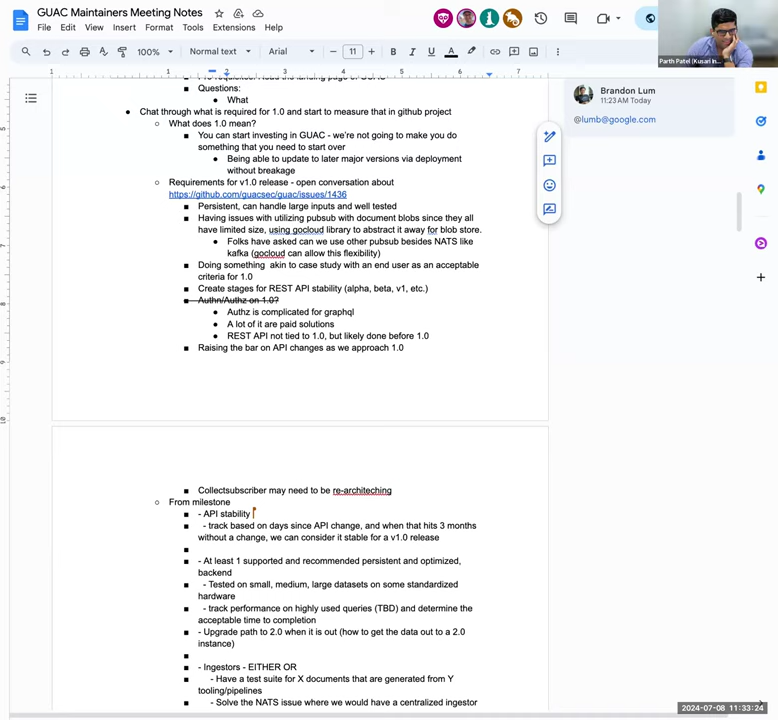 GUAC Maintainers Meeting Notes
File Edit View Insert Format Tools Extensions Help
100% Normal text Arial 11 B I U A
Parth Patel (Kusari In...
1 1 2 3 4 5 6 7
Questions:
What
Chat through what is required for 1.0 and start to measure that in github project
What does 1.0 mean?
You can start investing in GUAC - we're not going to make you do
something that you need to start over
Being able to update to later major versions via deployment
without breakage
Requirements for v1.0 release - open conversation about
https://github.com/guacsec/guac/issues/1436
Persistent, can handle large inputs and well tested
Having issues with utilizing pubsub with document blobs since they all
have limited size, using gocloud library to abstract it away for blob store.
Folks have asked can we use other pubsub besides NATS like
kafka (gocloud can allow this flexibility)
Doing something akin to case study with an end user as an acceptable
criteria for 1.0
Create stages for REST API stability (alpha, beta, v1, etc.)
Authn/Authz on 1.0?
Authz is complicated for graphql
A lot of it are paid solutions
REST API not tied to 1.0, but likely done before 1.0
Raising the bar on API changes as we approach 1.0
Collectsubscriber may need to be re-architeching
From milestone
- API stability
- track based on days since API change, and when that hits 3 months
without a change, we can consider it stable for a v1.0 release
- At least 1 supported and recommended persistent and optimized,
backend
- Tested on small, medium, large datasets on some standardized
hardware
- track performance on highly used queries (TBD) and determine the
acceptable time to completion
- Upgrade path to 2.0 when it is out (how to get the data out to a 2.0
instance)
- Ingestors - EITHER OR
- Have a test suite for X documents that are generated from Y
tooling/pipelines
- Solve the NATS issue where we would have a centralized ingestor
Brandon Lum
11:23 AM Today
@lumb@google.com
2024-07-08 11:33:24